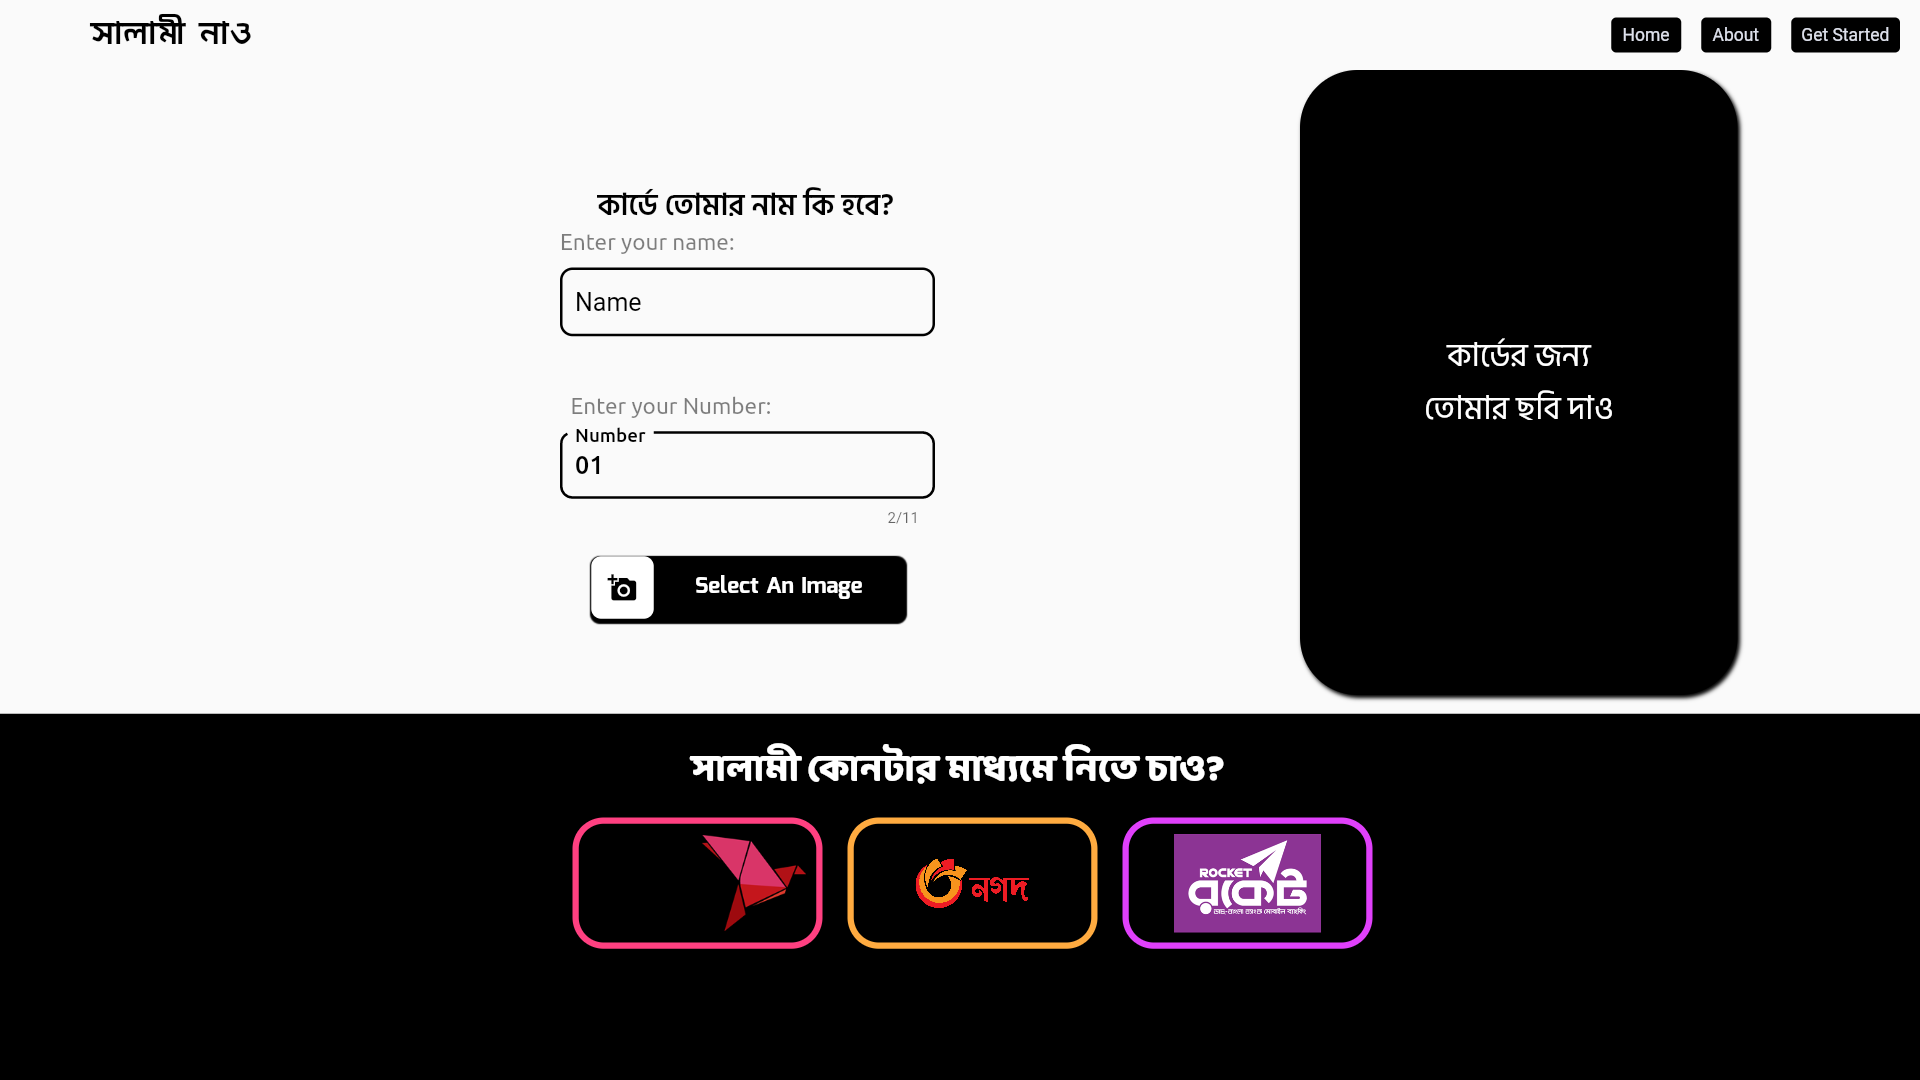 সালামী নাও
Home
About
Get Started
কার্ডে তোমার নাম কি হবে?
Enter your name:
Name
Enter your Number:
Number
01
2/11
Select An Image
কার্ডের জন্য
তোমার ছবি দাও
সালামী কোনটার মাধ্যমে নিতে চাও?
নগদ
ROCKET
রকেট
ডাচ্-বাংলা ব্যাংক মোবাইল ব্যাংকিং